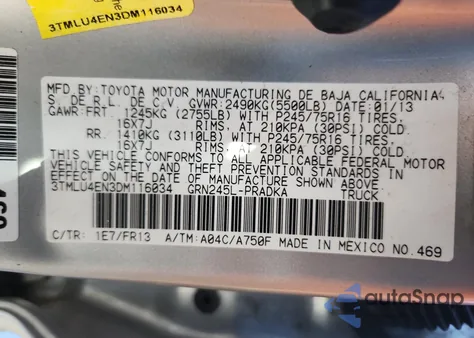 the
3TMLU4EN3DM116034
MFD.BY:TOYOTA MOTOR MANUFACTURING DE BAJA CALIFORNIA
S. DE R.L. DE C.V. GVWR:2490KG(5500LB) DATE:01/13
GAWR:FRT. 1245KG (2755LB) WITH P245/75R16 TIRES,
16X7J RIMS, AT 210KPA (30PSI) COLD.
RR. 1410KG (3110LB) WITH P245/75R16 TIRES,
16X7J RIMS, AT 210KPA (30PSI) COLD.
THIS VEHICLE CONFORMS TO ALL APPLICABLE FEDERAL MOTOR
VEHICLE SAFETY AND THEFT PREVENTION STANDARDS IN EFFECT
ON THE DATE OF MANUFACTURE SHOWN ABOVE.
3TMLU4EN3DM116034 GRN245L-PRADKA TRUCK
C/TR: 1E7/FR13 A/TM:A04C/A750F MADE IN MEXICO NO.469
469
autoSnap